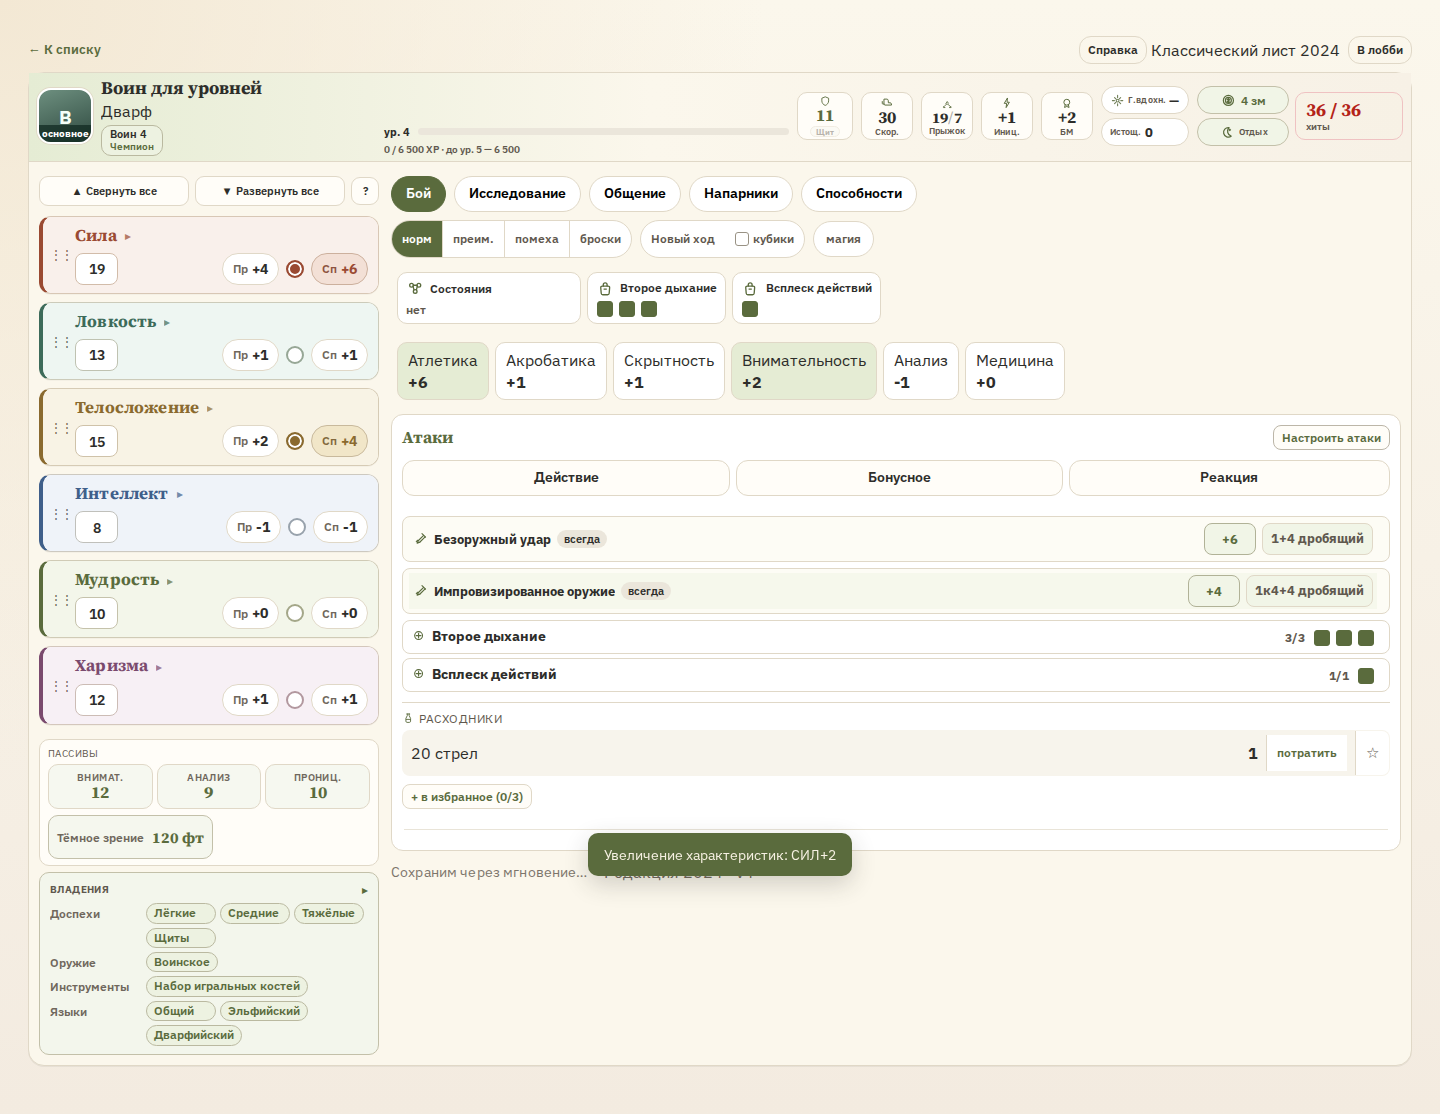 ← К списку
Справка Классический лист 2024 В лобби
В
основное
Воин для уровней
Дварф
Воин 4
Чемпион
ур. 4
0 / 6 500 XP · до ур. 5 — 6 500
11
Щит
30
Скор.
19/7
Прыжок
+1
Иниц.
+2
БМ
Г.вдохн. —
Истощ. 0
4 зм
Отдых
36 / 36
хиты
▲ Свернуть все ▼ Развернуть все ?
Сила ▸
19 Пр +4 Сп +6
Ловкость ▸
13 Пр +1 Сп +1
Телосложение ▸
15 Пр +2 Сп +4
Интеллект ▸
8 Пр -1 Сп -1
Мудрость ▸
10 Пр +0 Сп +0
Харизма ▸
12 Пр +1 Сп +1
ПАССИВЫ
ВНИМАТ. АНАЛИЗ ПРОНИЦ.
12 9 10
Тёмное зрение 120 фт
ВЛАДЕНИЯ ▸
Доспехи Лёгкие Средние Тяжёлые
Щиты
Оружие Воинское
Инструменты Набор игральных костей
Языки Общий Эльфийский
Дварфийский
Бой Исследование Общение Напарники Способности
норм преим. помеха броски Новый ход кубики магия
Состояния
нет
Второе дыхание
Всплеск действий
Атлетика Акробатика Скрытность Внимательность Анализ Медицина
+6 +1 +1 +2 -1 +0
Атаки Настроить атаки
Действие Бонусное Реакция
Безоружный удар всегда +6 1+4 дробящий
Импровизированное оружие всегда +4 1к4+4 дробящий
Второе дыхание 3/3
Всплеск действий 1/1
РАСХОДНИКИ
20 стрел 1 потратить ☆
+ в избранное (0/3)
Увеличение характеристик: СИЛ+2
Сохраним через мгновение...